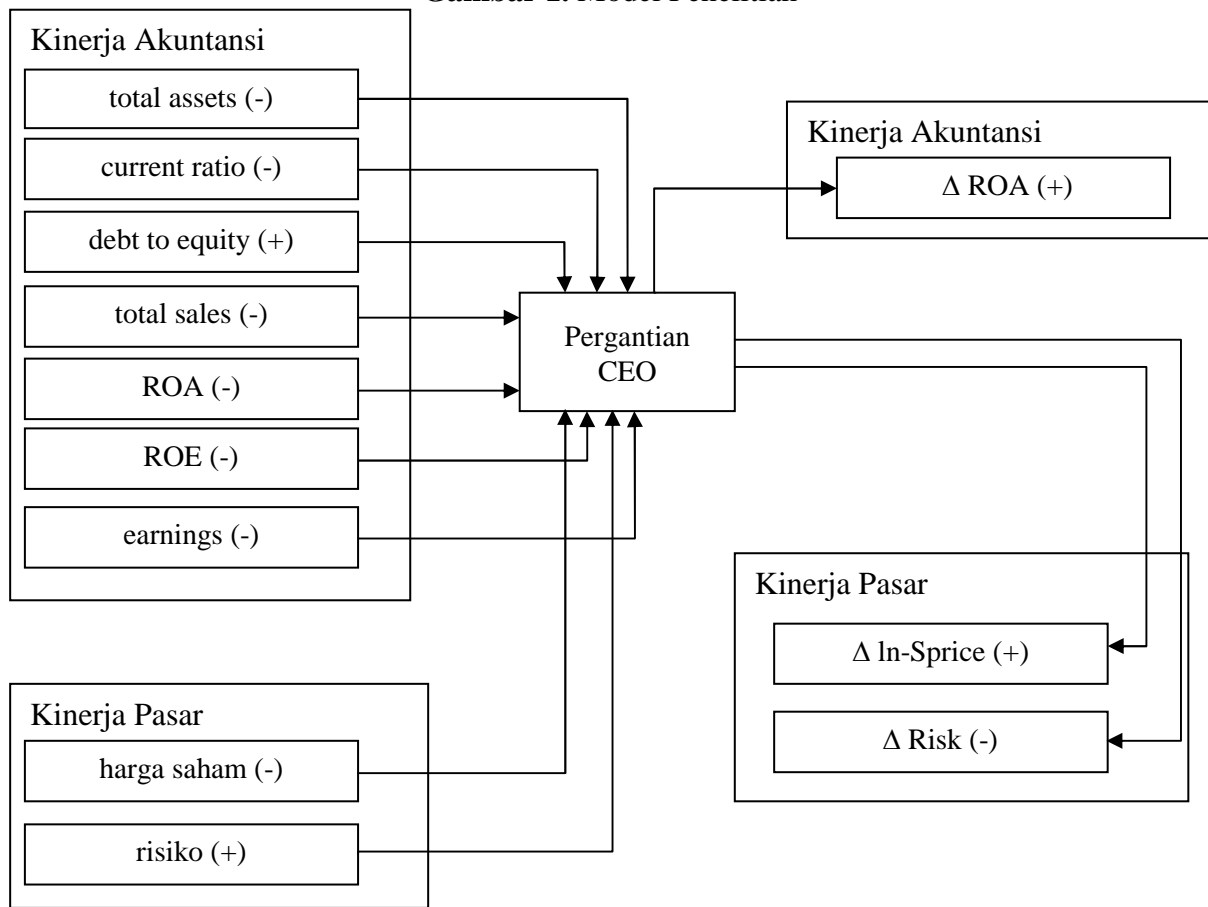 Kinerja Akuntansi
total assets (-)
current ratio (-)
debt to equity (+)
total sales (-)
ROA (-)
ROE (-)
earnings (-)
Kinerja Pasar
harga saham (-)
risiko (+)
Pergantian
CEO
Kinerja Akuntansi
Δ ROA (+)
Kinerja Pasar
Δ ln-Sprice (+)
Δ Risk (-)